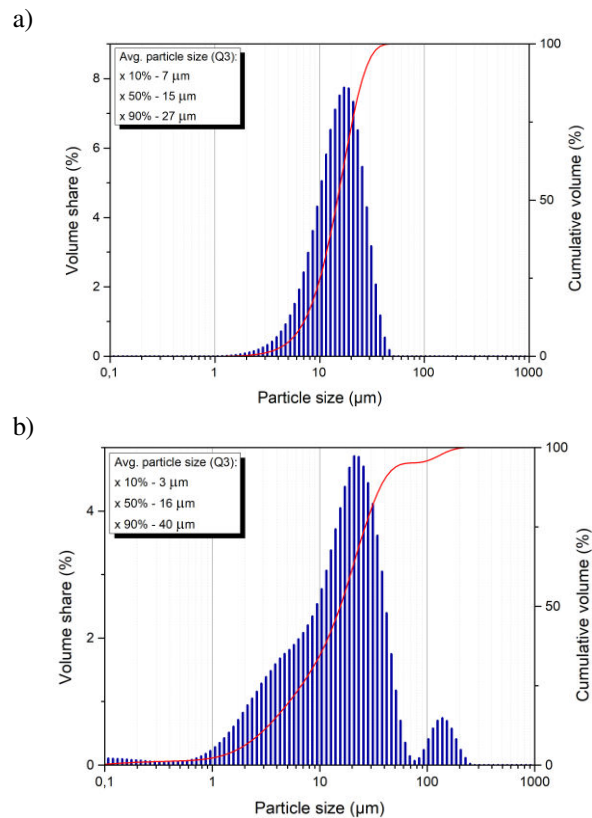 a)
Avg. particle size (Q3):
x 10% - 7 μm
x 50% - 15 μm
x 90% - 27 μm
Volume share (%)
8
6
4
2
0
Cumulative volume (%)
100
50
0
0,1 1 10 100 1000
Particle size (μm)
b)
Avg. particle size (Q3):
x 10% - 3 μm
x 50% - 16 μm
x 90% - 40 μm
Volume share (%)
4
2
0
Cumulative volume (%)
100
50
0
0,1 1 10 100 1000
Particle size (μm)